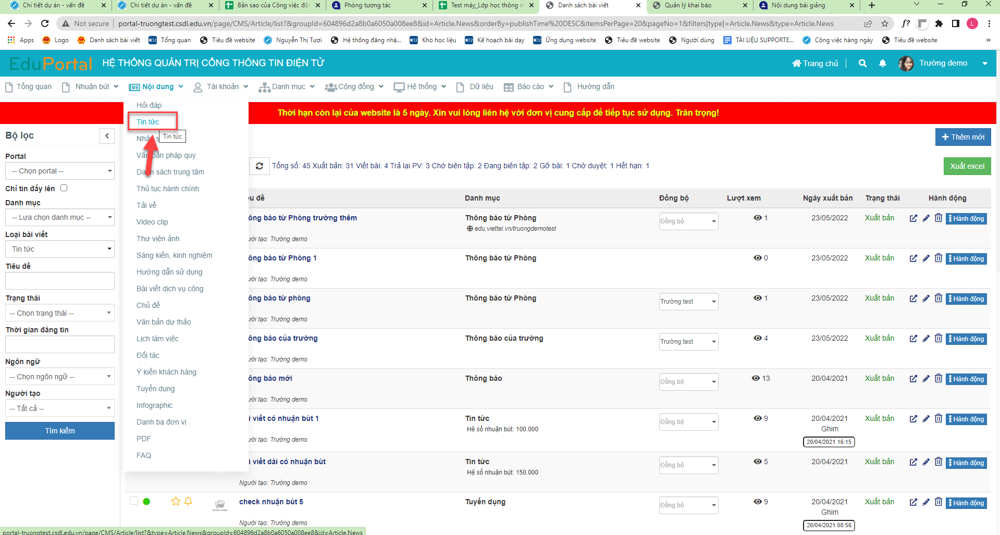 Chi tiết dự án - vấn đề
Chi tiết dự án - vấn đề
Bản sao của Công việc đội
Phòng tương tác
Test máy_Lớp học thông m
Danh sách bài viết
Quản lý khai báo
Nội dung bài giảng
Not secure
portal-truongtest.csdl.edu.vn/page/CMS/Article/list?&groupId=604896d2a8b0a6050a008ee8&id=Article.News&orderBy=publishTime%20DESC&itemsPerPage=20&pageNo=1&filters[type]=Article.News&type=Article.News
Apps
Logo
Danh sách bài viết
Tổng quan
Tiêu đề website
Nguyễn Thị Tươi
Hệ thống đăng nhậ...
Kho học liệu
Kế hoạch bài dạy
Ứng dụng website
Tiêu đề website
Người dùng
TÀI LIỆU SUPPORTE...
Công việc hàng ngày
Tiêu đề website
EduPortal
HỆ THỐNG QUẢN TRỊ CỔNG THÔNG TIN ĐIỆN TỬ
Trang chủ
Trường demo
Tổng quan
Nhuận bút
Nội dung
Tài khoản
Danh mục
Cộng đồng
Hệ thống
Dữ liệu
Báo cáo
Hướng dẫn
Thời hạn còn lại của website là 5 ngày. Xin vui lòng liên hệ với đơn vị cung cấp để tiếp tục sử dụng. Trân trọng!
Hỏi đáp
Tin tức
Tin tức
Văn bản pháp quy
Danh sách trung tâm
Thủ tục hành chính
Tải về
Video clip
Thư viện ảnh
Sáng kiến, kinh nghiệm
Hướng dẫn sử dụng
Bài viết dịch vụ công
Chủ đề
Văn bản dự thảo
Lịch làm việc
Đối tác
Ý kiến khách hàng
Tuyển dụng
Infographic
Danh bạ đơn vị
PDF
FAQ
Bộ lọc
Portal
-- Chọn portal --
Chỉ tin đẩy lên
Danh mục
-- Lựa chọn danh mục --
Loại bài viết
Tin tức
Tiêu đề
Trạng thái
-- Chọn trạng thái --
Thời gian đăng tin
Ngôn ngữ
-- Chọn ngôn ngữ --
Người tạo
-- Tất cả --
Tìm kiếm
Thêm mới
Tổng số: 45 Xuất bản: 31 Viết bài: 4 Trả lại PV: 3 Chờ biên tập: 2 Đang biên tập: 2 Gỡ bài: 1 Chờ duyệt: 1 Hết hạn: 1
Xuất excel
đề Danh mục Đồng bộ Lượt xem Ngày xuất bản Trạng thái Hành động
ông báo từ Phòng trường thêm Thông báo từ Phòng Đồng bộ 1 23/05/2022 Xuất bản Hành động
edu.viettel.vn/truongdemotest
tạo: Trường demo
ông báo từ Phòng 1 Thông báo từ Phòng 0 23/05/2022 Xuất bản Hành động
tạo: Trường demo
ông báo từ phòng Thông báo từ Phòng Trường test 1 23/05/2022 Xuất bản Hành động
tạo: Trường demo
ông báo của trường Thông báo của trường Trường test 4 23/05/2022 Xuất bản Hành động
tạo: Trường demo
ông báo mới Thông báo Đồng bộ 13 20/04/2021 Xuất bản Hành động
tạo: Trường demo
i viết có nhuận bút 1 Tin tức Đồng bộ 9 20/04/2021 Xuất bản Hành động
Hệ số nhuận bút: 100.000 Ghim
tạo: Trường demo 20/04/2021 16:15
i viết dài có nhuận bút Tin tức Đồng bộ 5 20/04/2021 Xuất bản Hành động
Hệ số nhuận bút: 150.000
Người tạo: Trường demo
check nhuận bút 5 Tuyển dụng Đồng bộ 9 20/04/2021 Xuất bản Hành động
Ghim
Người tạo: Trường demo 20/04/2021 08:56
portal-truongtest.csdl.edu.vn/page/CMS/Article/list?&type=Article.News&groupId=604896d2a8b0a6050a008ee8&id=Article.News